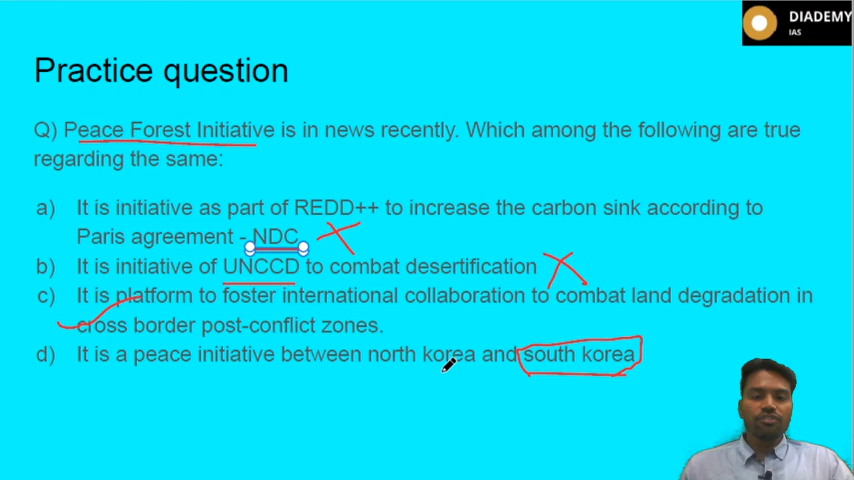 DIADEMY
IAS
Practice question
Q) Peace Forest Initiative is in news recently. Which among the following are true
regarding the same:
a) It is initiative as part of REDD++ to increase the carbon sink according to
Paris agreement - NDC
b) It is initiative of UNCCD to combat desertification
c) It is platform to foster international collaboration to combat land degradation in
cross border post-conflict zones.
d) It is a peace initiative between north korea and south korea